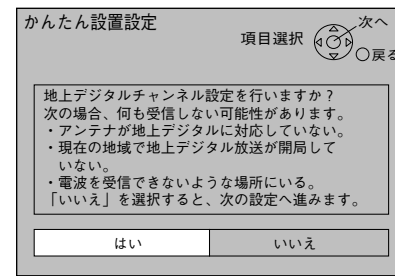 かんたん設置設定
項目選択
次へ
○戻る
地上デジタルチャンネル設定を行いますか？
次の場合、何も受信しない可能性があります。
・アンテナが地上デジタルに対応していない。
・現在の地域で地上デジタル放送が開局して
いない。
・電波を受信できないような場所にいる。
「いいえ」を選択すると、次の設定へ進みます。
はい
いいえ